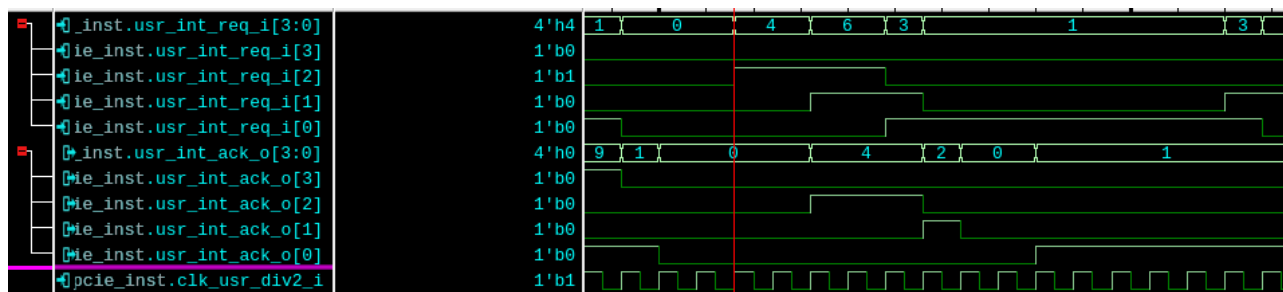 _inst.usr_int_req_i[3:0] 4'h4 1 0 4 6 3 1 3
ie_inst.usr_int_req_i[3] 1'b0
ie_inst.usr_int_req_i[2] 1'b1
ie_inst.usr_int_req_i[1] 1'b0
ie_inst.usr_int_req_i[0] 1'b0
_inst.usr_int_ack_o[3:0] 4'h0 9 1 0 4 2 0 1
ie_inst.usr_int_ack_o[3] 1'b0
ie_inst.usr_int_ack_o[2] 1'b0
ie_inst.usr_int_ack_o[1] 1'b0
ie_inst.usr_int_ack_o[0] 1'b0
pcie_inst.clk_usr_div2_i 1'b1